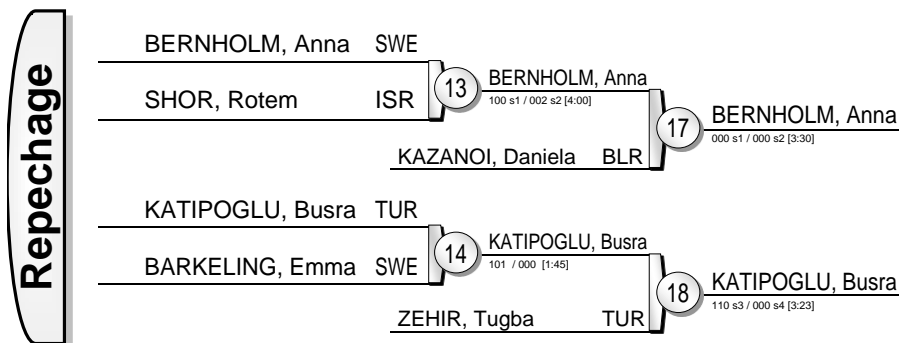 Repechage
BERNHOLM, Anna SWE
SHOR, Rotem ISR
13
BERNHOLM, Anna
100 s1 / 002 s2 [4:00]
KAZANOI, Daniela BLR
17
BERNHOLM, Anna
000 s1 / 000 s2 [3:30]
KATIPOGLU, Busra TUR
BARKELING, Emma SWE
14
KATIPOGLU, Busra
101 / 000 [1:45]
ZEHIR, Tugba TUR
18
KATIPOGLU, Busra
110 s3 / 000 s4 [3:23]